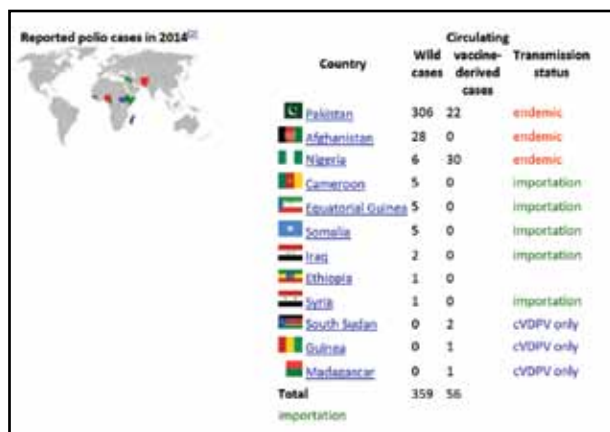 Reported polio cases in 2014[2]
Country Wild cases Circulating vaccine-derived cases Transmission status
Pakistan 306 22 endemic
Afghanistan 28 0 endemic
Nigeria 6 30 endemic
Cameroon 5 0 importation
Equatorial Guinea 5 0 importation
Somalia 5 0 importation
Iraq 2 0 importation
Ethiopia 1 0
Syria 1 0 importation
South Sudan 0 2 cVDPV only
Guinea 0 1 cVDPV only
Madagascar 0 1 cVDPV only
Total 359 56
importation